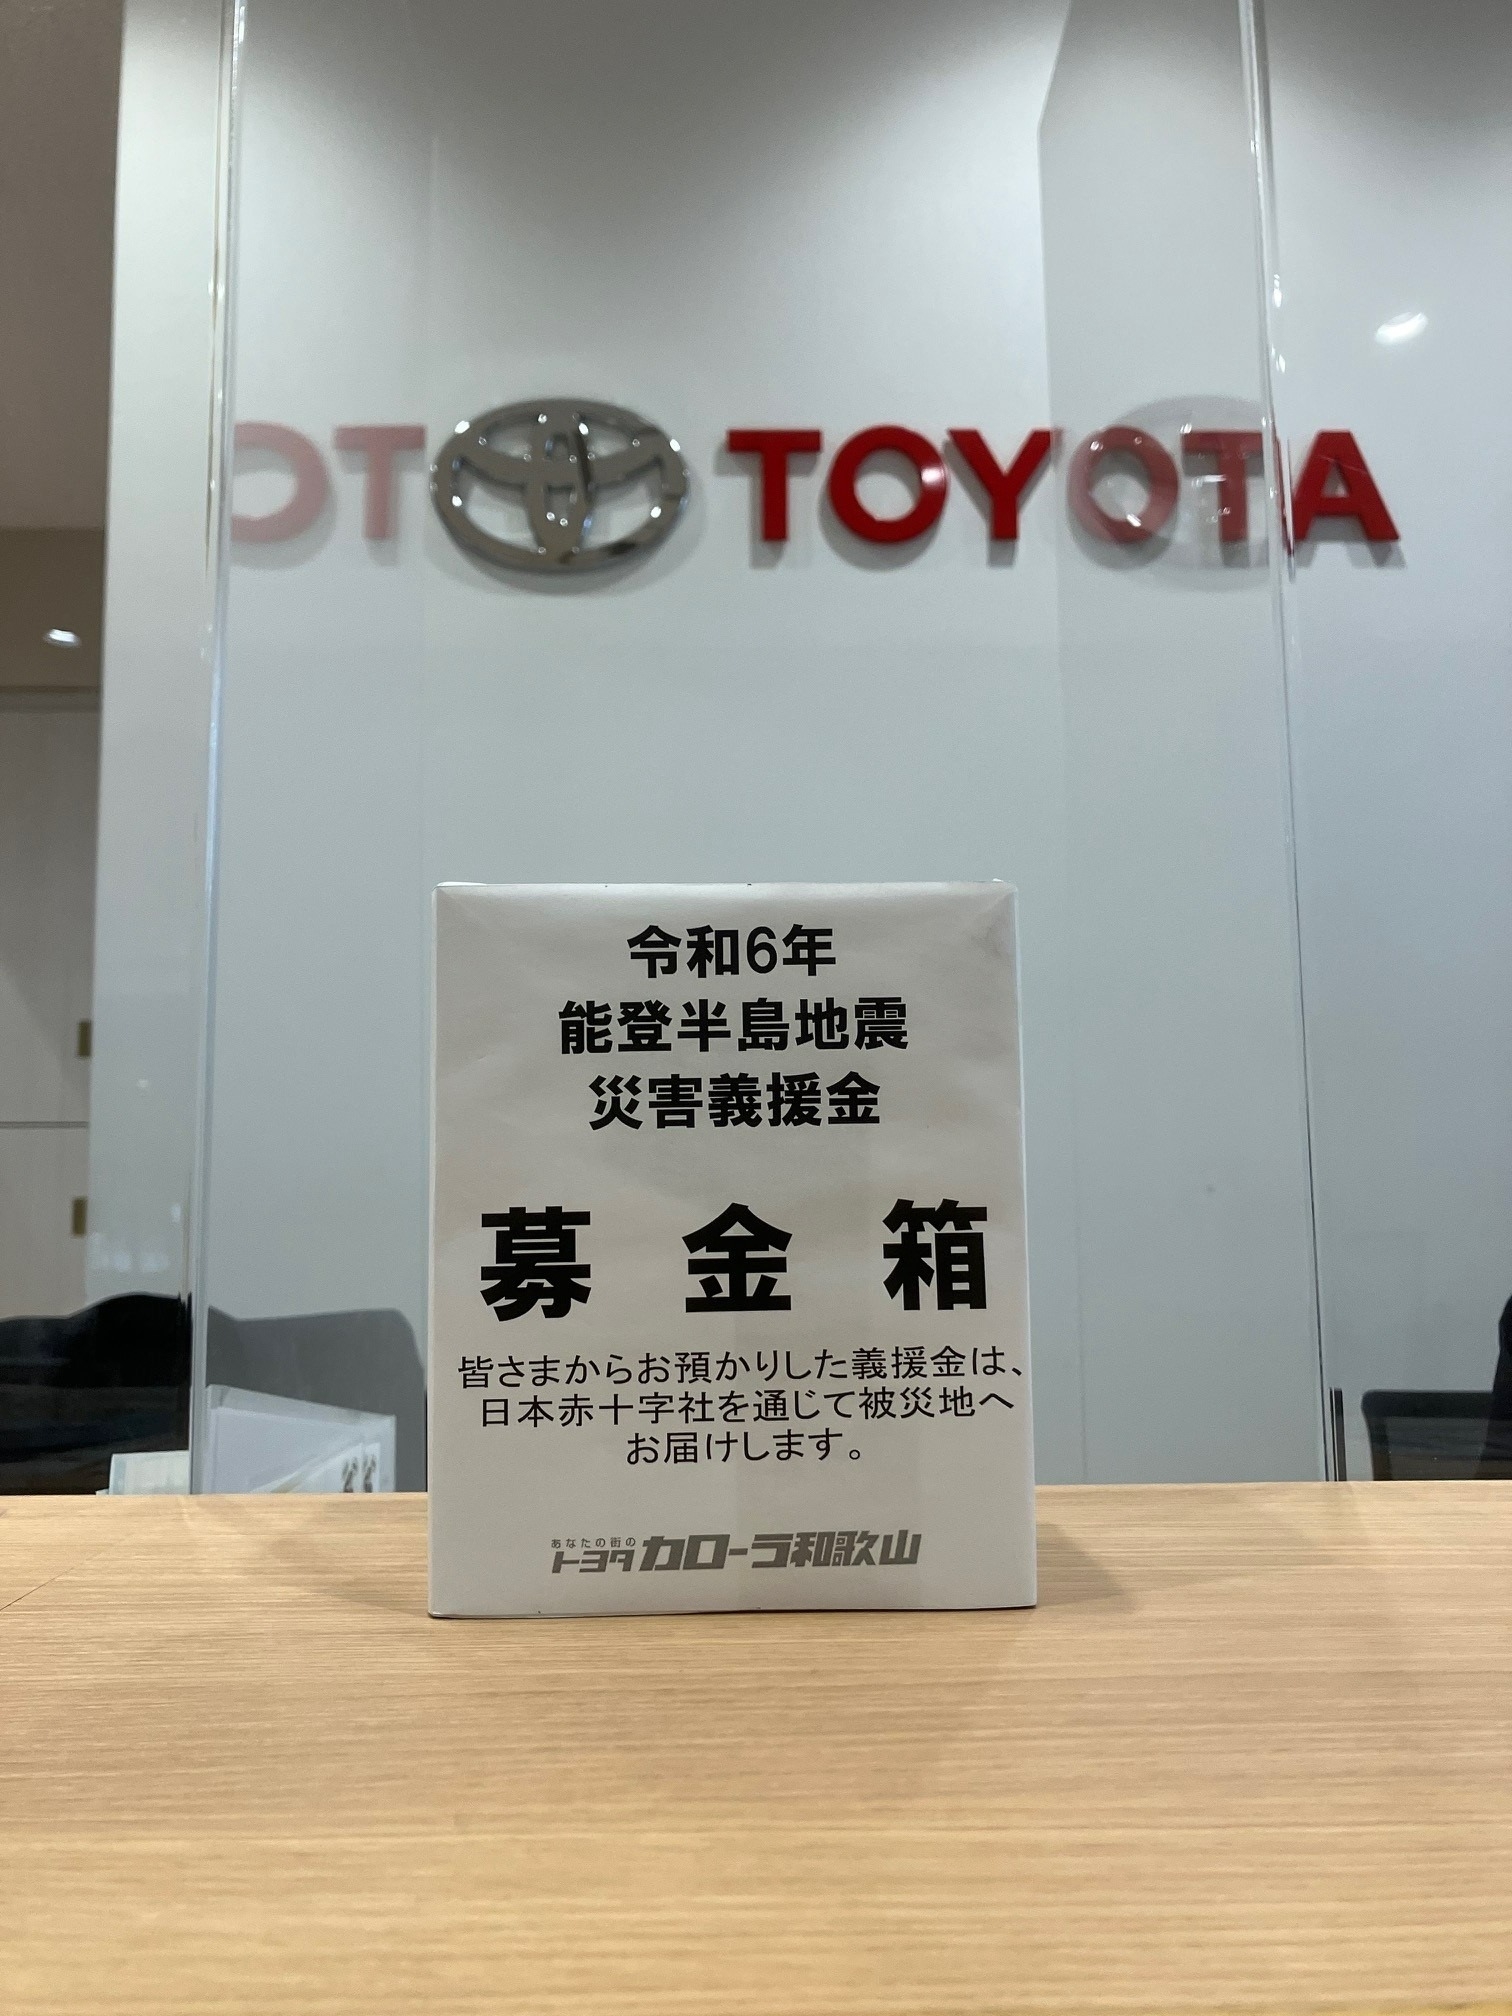 OT TOYOTA
令和6年
能登半島地震
災害義援金
募金箱
皆さまからお預かりした義援金は、
日本赤十字社を通じて被災地へ
お届けします。
あなたの街の
トヨタカローラ和歌山